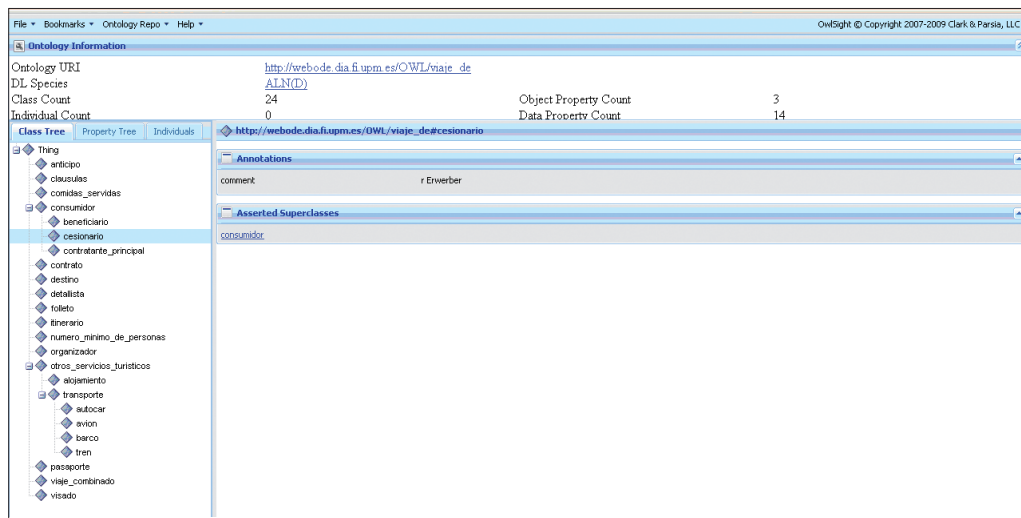 File Bookmarks Ontology Repo Help OwlSight © Copyright 2007-2009 Clark & Parsia, LLC
Ontology Information
Ontology URI http://webode.dia.fi.upm.es/OWL/viaje_de
DL Species ALN(D)
Class Count 24 Object Property Count 3
Individual Count 0 Data Property Count 14
Class Tree Property Tree Individuals
http://webode.dia.fi.upm.es/OWL/viaje_de#cesionario
Thing
anticipo
clausulas
comidas_servidas
consumidor
beneficiario
cesionario
contratante_principal
contrato
destino
detallista
folleto
itinerario
numero_minimo_de_personas
organizador
otros_servicios_turisticos
alojamiento
transporte
autocar
avion
barco
tren
pasaporte
viaje_combinado
visado
Annotations
comment r Erwerber
Asserted Superclasses
consumidor